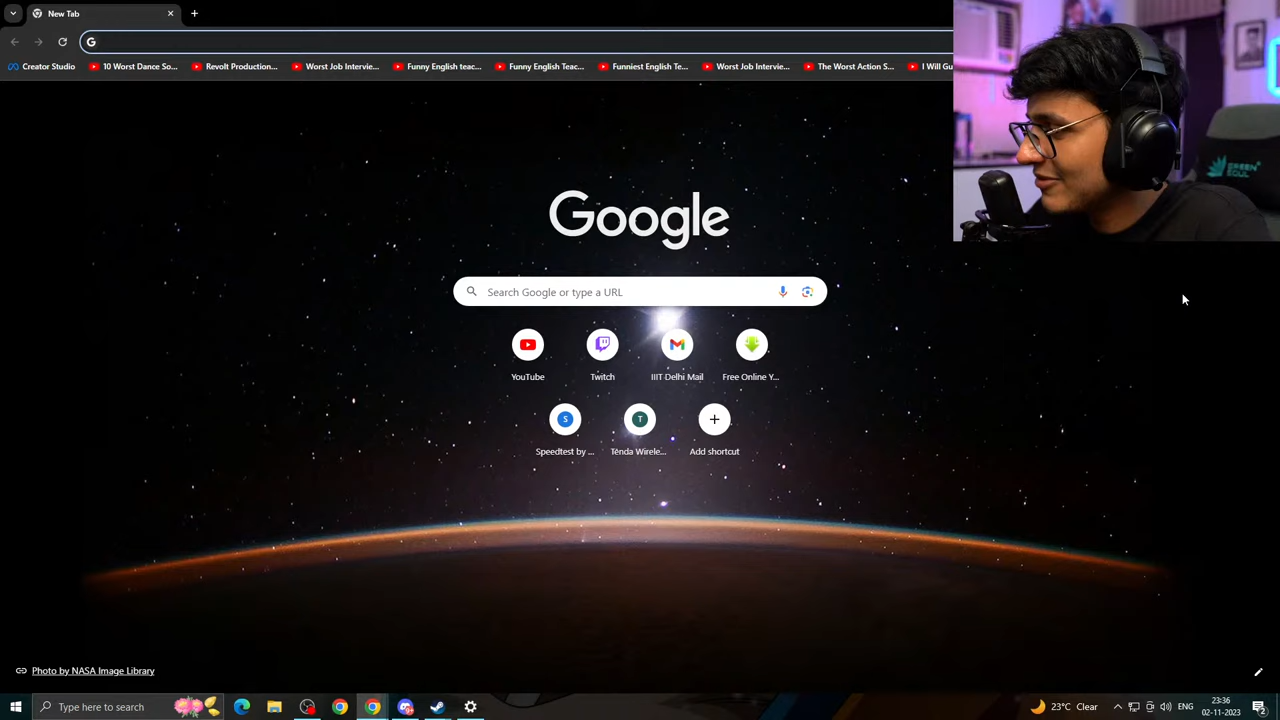 New Tab
Creator Studio
10 Worst Dance So...
Revolt Production...
Worst Job Intervie...
Funny English teac...
Funny English Teac...
Funniest English Te...
Worst Job Intervie...
The Worst Action S...
I Will Gu
GREEN SOUL
Google
Search Google or type a URL
YouTube
Twitch
IIIT Delhi Mail
Free Online Y...
S
T
Speedtest by ...
Tenda Wirele...
Add shortcut
Photo by NASA Image Library
Type here to search
23°C Clear
ENG
23:36
02-11-2023
2